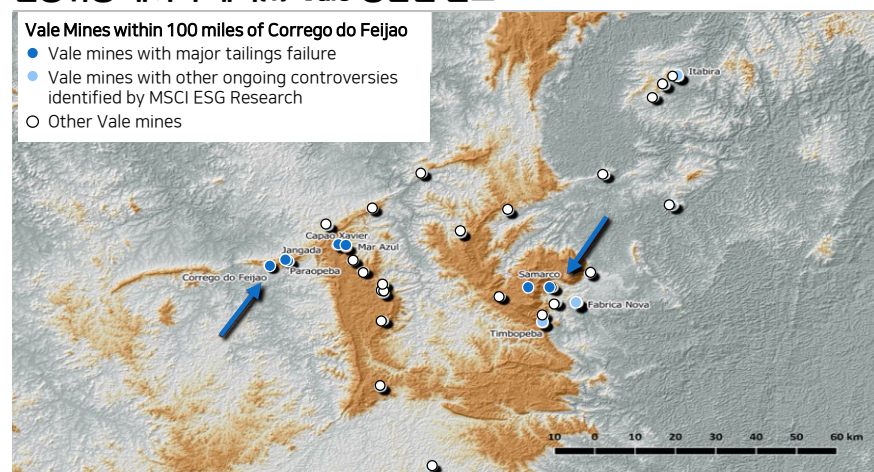 Vale Mines within 100 miles of Corrego do Feijao
Vale mines with major tailings failure
Vale mines with other ongoing controversies
identified by MSCI ESG Research
Other Vale mines
Itabira
Capao Xavier
Mar Azul
Jangada
Paraopeba
Corrego do Feijao
Samarco
Fabrica Nova
Timbopeba
10 0 10 20 30 40 50 60 km